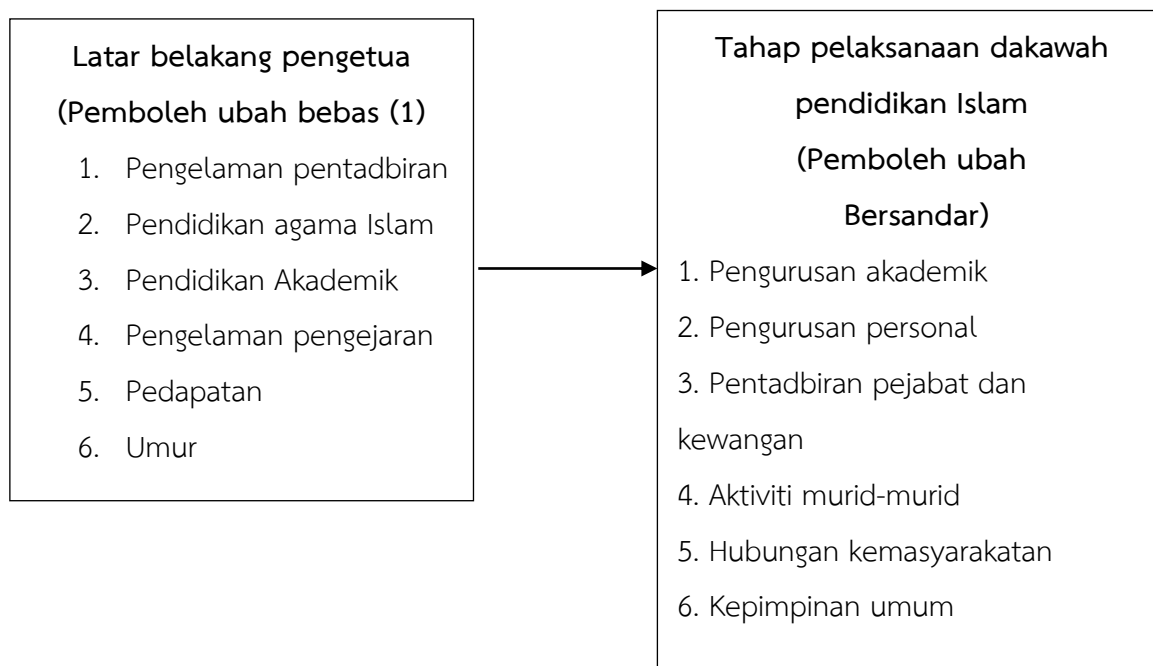 Latar belakang pengetua
(Pemboleh ubah bebas (1)
1. Pengelaman pentadbiran
2. Pendidikan agama Islam
3. Pendidikan Akademik
4. Pengelaman pengejaran
5. Pedapatan
6. Umur
Tahap pelaksanaan dakawah
pendidikan Islam
(Pemboleh ubah
Bersandar)
1. Pengurusan akademik
2. Pengurusan personal
3. Pentadbiran pejabat dan
kewangan
4. Aktiviti murid-murid
5. Hubungan kemasyarakatan
6. Kepimpinan umum